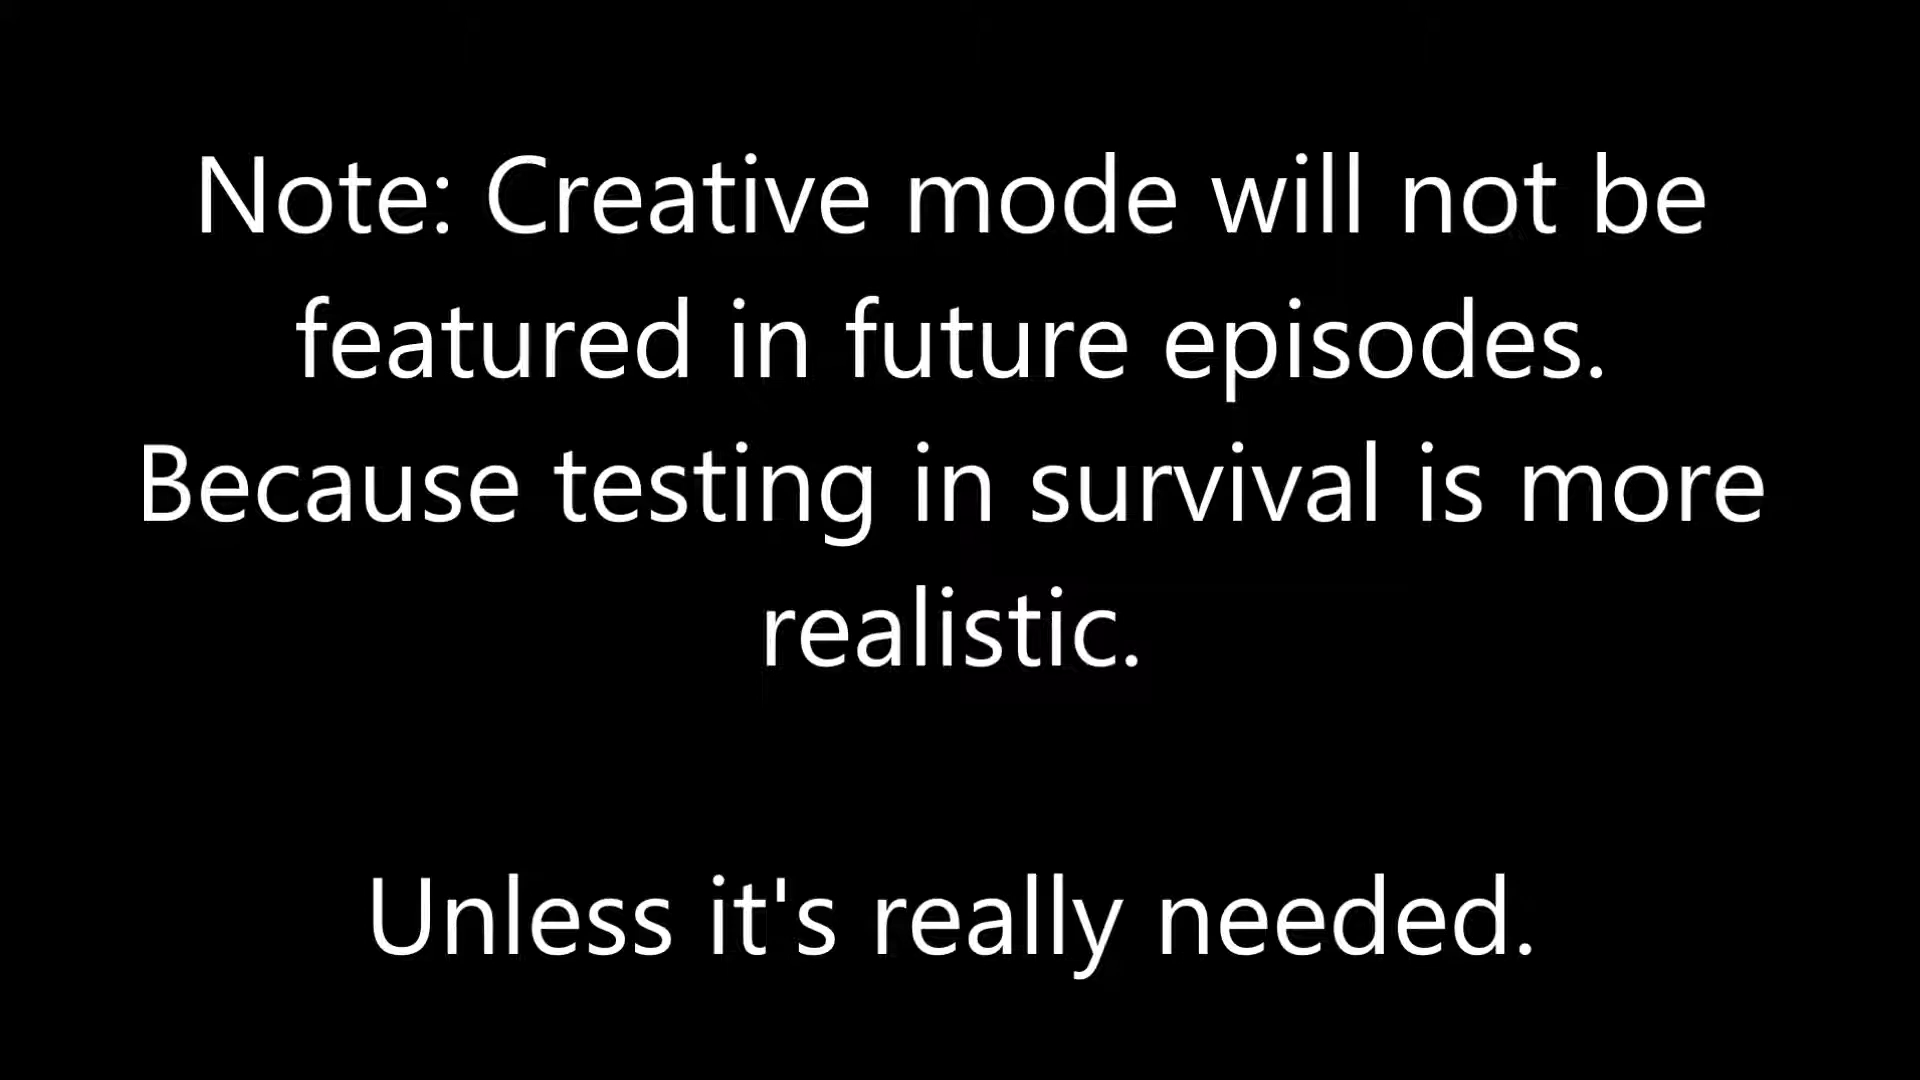 Note: Creative mode will not be
featured in future episodes.
Because testing in survival is more
realistic.
Unless it's really needed.